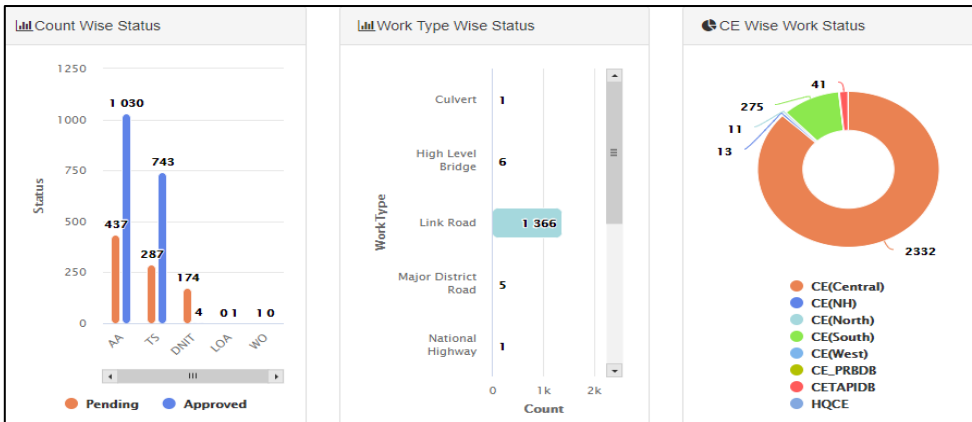 Count Wise Status
1250
1000
750
500
250
0
Status
1 030
743
437
287
174
4
0 1
1 0
AA
TS
DNIT
LOA
WO
Pending
Approved
Work Type Wise Status
WorkType
Culvert
1
High Level
Bridge
6
Link Road
1 366
Major District
Road
5
National
Highway
1
0
1k
2k
Count
CE Wise Work Status
41
275
11
13
2332
CE(Central)
CE(NH)
CE(North)
CE(South)
CE(West)
CE_PRBDB
CETAPIDB
HQCE